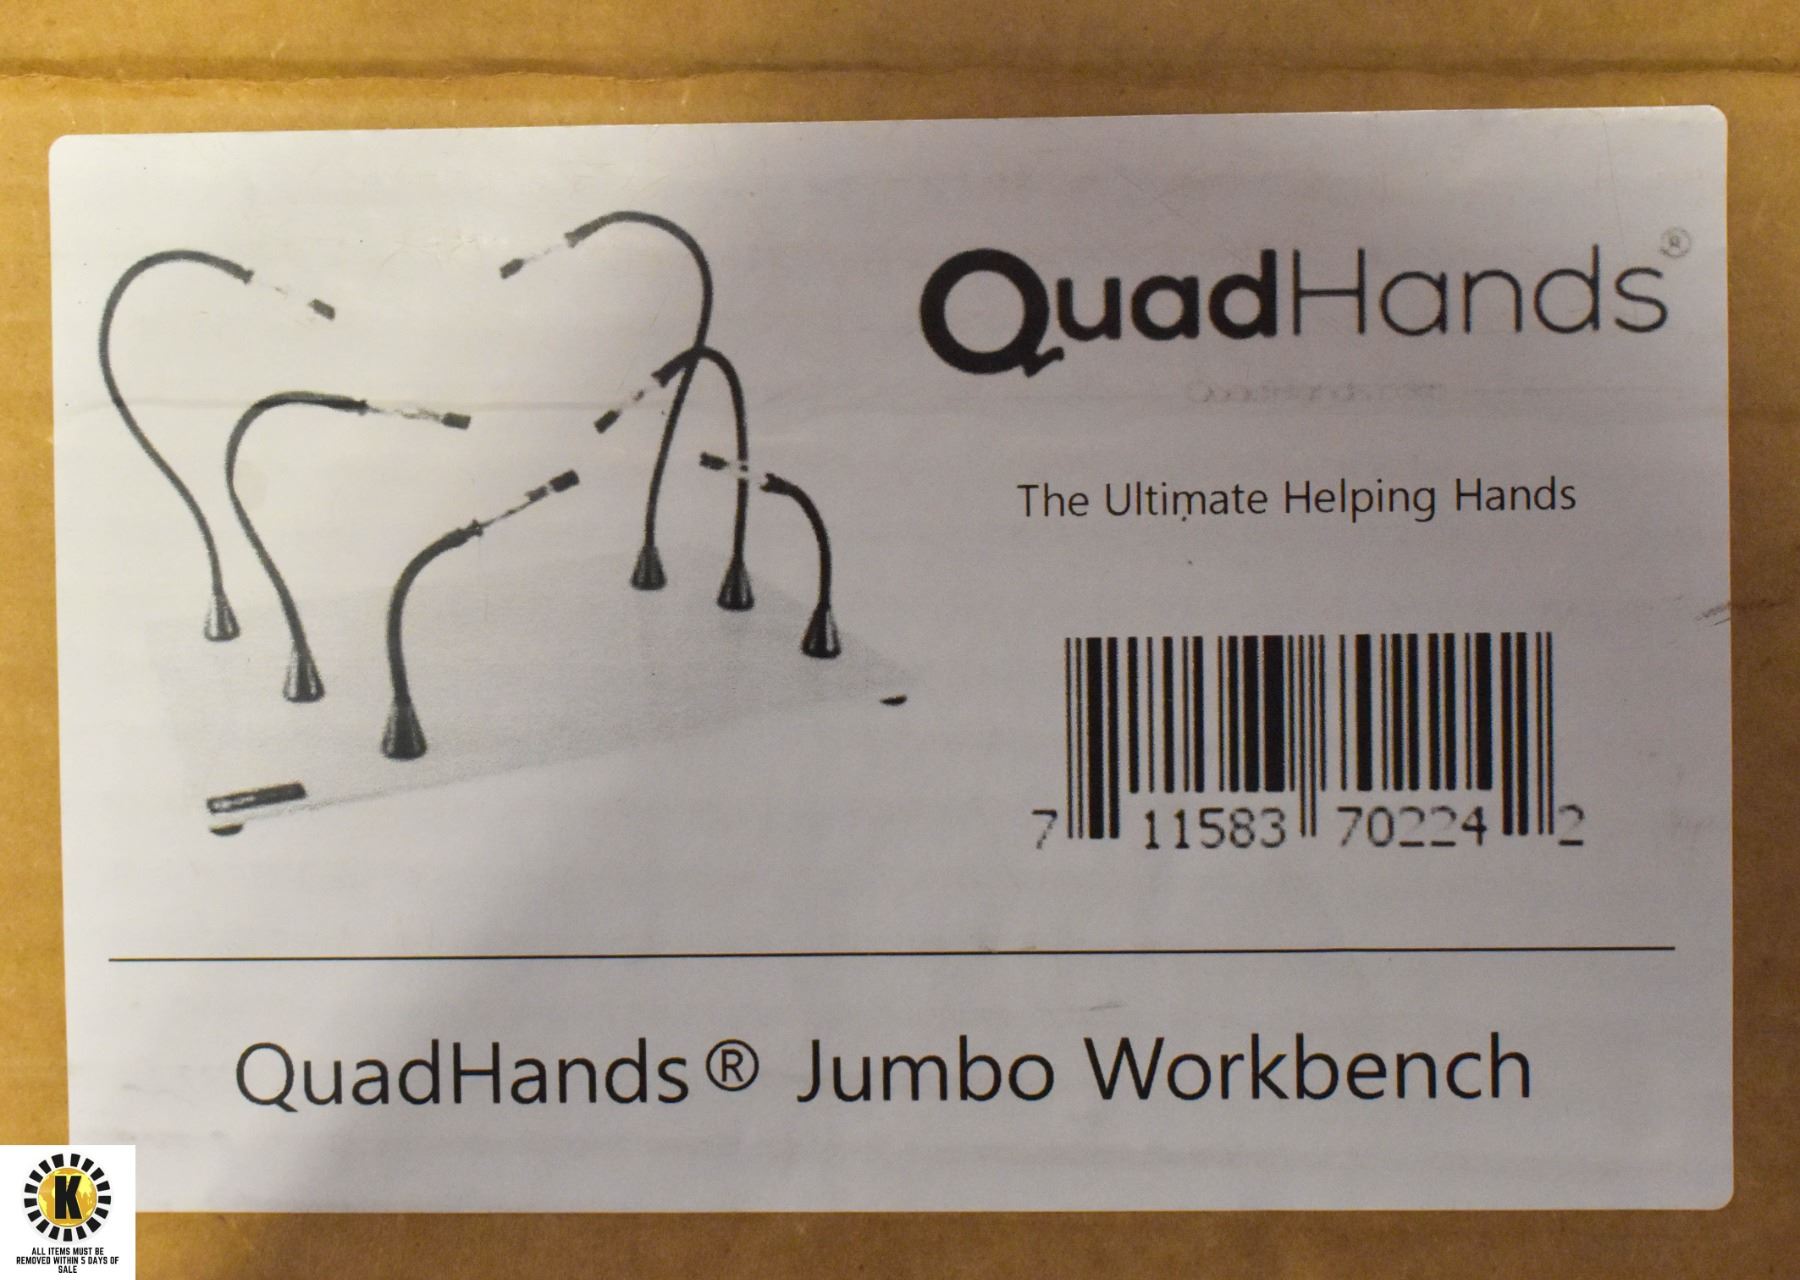 QuadHands®
The Ultimate Helping Hands
7 11583 70224 2
QuadHands® Jumbo Workbench
K
ALL ITEMS MUST BE
REMOVED WITHIN 5 DAYS OF
SALE